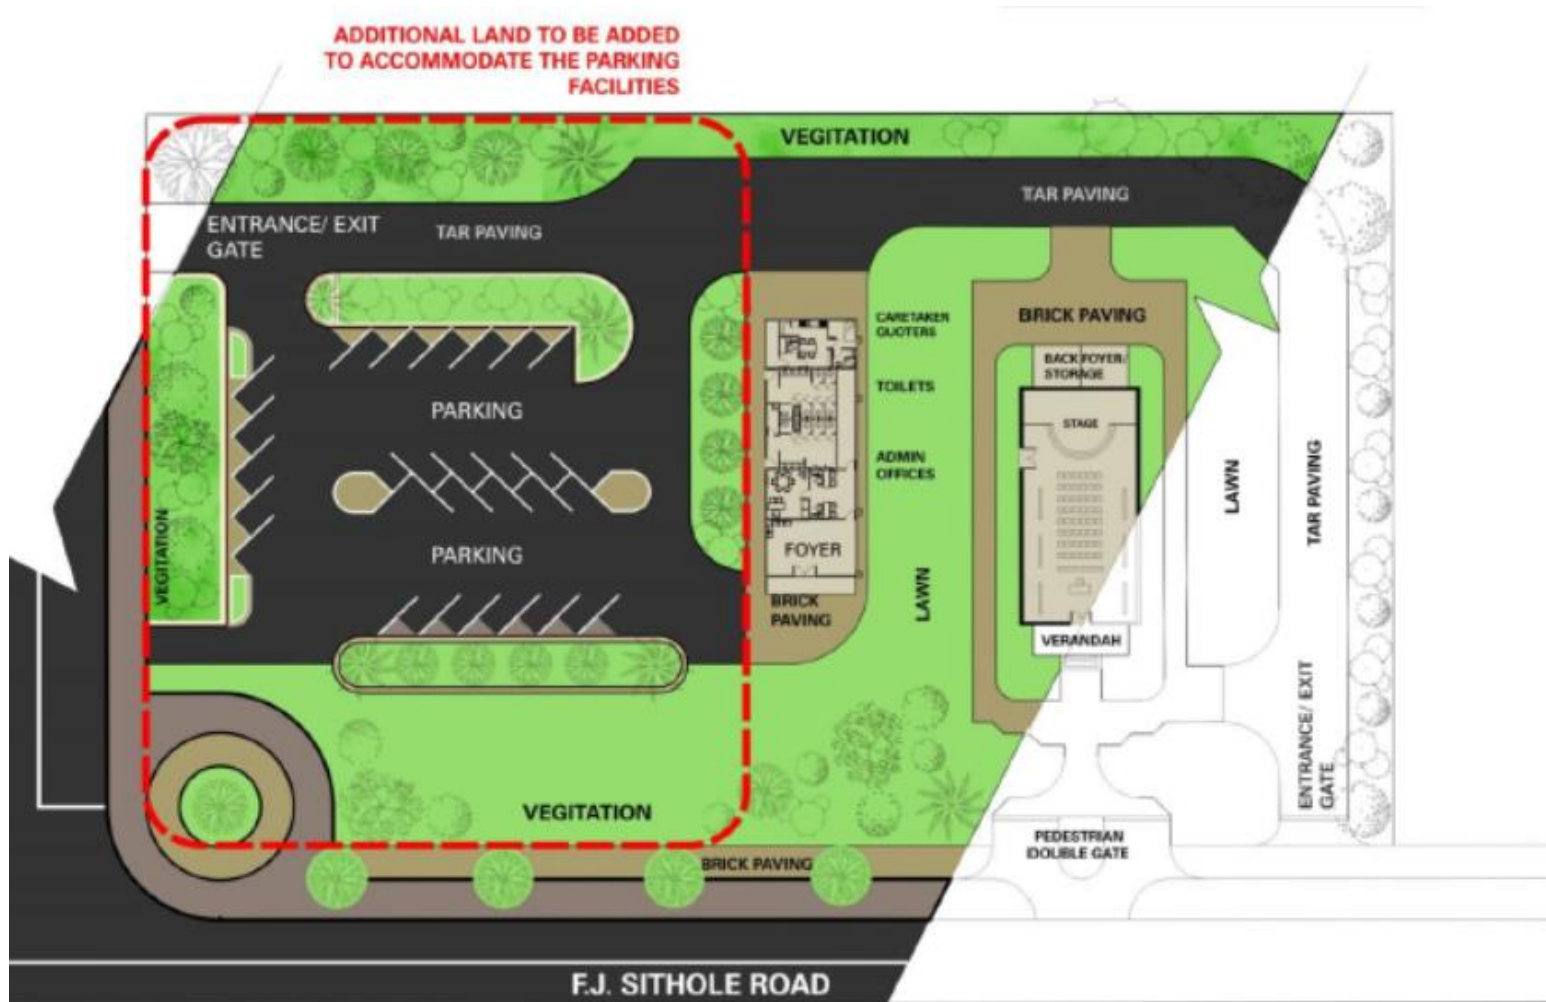 ADDITIONAL LAND TO BE ADDED
TO ACCOMMODATE THE PARKING
FACILITIES
VEGITATION
TAR PAVING
ENTRANCE/ EXIT
GATE
TAR PAVING
BRICK PAVING
CARETAKER
QUOTERS
BACK FOYER/
STORAGE
TOILETS
PARKING
STAGE
ADMIN
OFFICES
LAWN
TAR PAVING
VEGITATION
PARKING
FOYER
LAWN
BRICK
PAVING
VERANDAH
ENTRANCE/ EXIT
GATE
VEGITATION
PEDESTRIAN
DOUBLE GATE
BRICK PAVING
F.J. SITHOLE ROAD